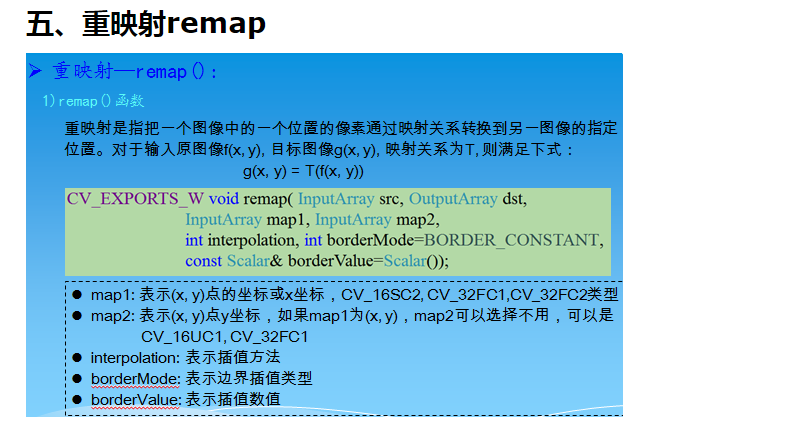 五、重映射remap
➢ 重映射—remap():
1)remap()函数
重映射是指把一个图像中的一个位置的像素通过映射关系转换到另一图像的指定
位置。对于输入原图像f(x, y), 目标图像g(x, y), 映射关系为T, 则满足下式：
g(x, y) = T(f(x, y))
CV_EXPORTS_W void remap( InputArray src, OutputArray dst,
InputArray map1, InputArray map2,
int interpolation, int borderMode=BORDER_CONSTANT,
const Scalar& borderValue=Scalar());
● map1: 表示(x, y)点的坐标或x坐标，CV_16SC2, CV_32FC1,CV_32FC2类型
● map2: 表示(x, y)点y坐标，如果map1为(x, y)，map2可以选择不用，可以是
CV_16UC1, CV_32FC1
● interpolation: 表示插值方法
● borderMode: 表示边界插值类型
● borderValue: 表示插值数值